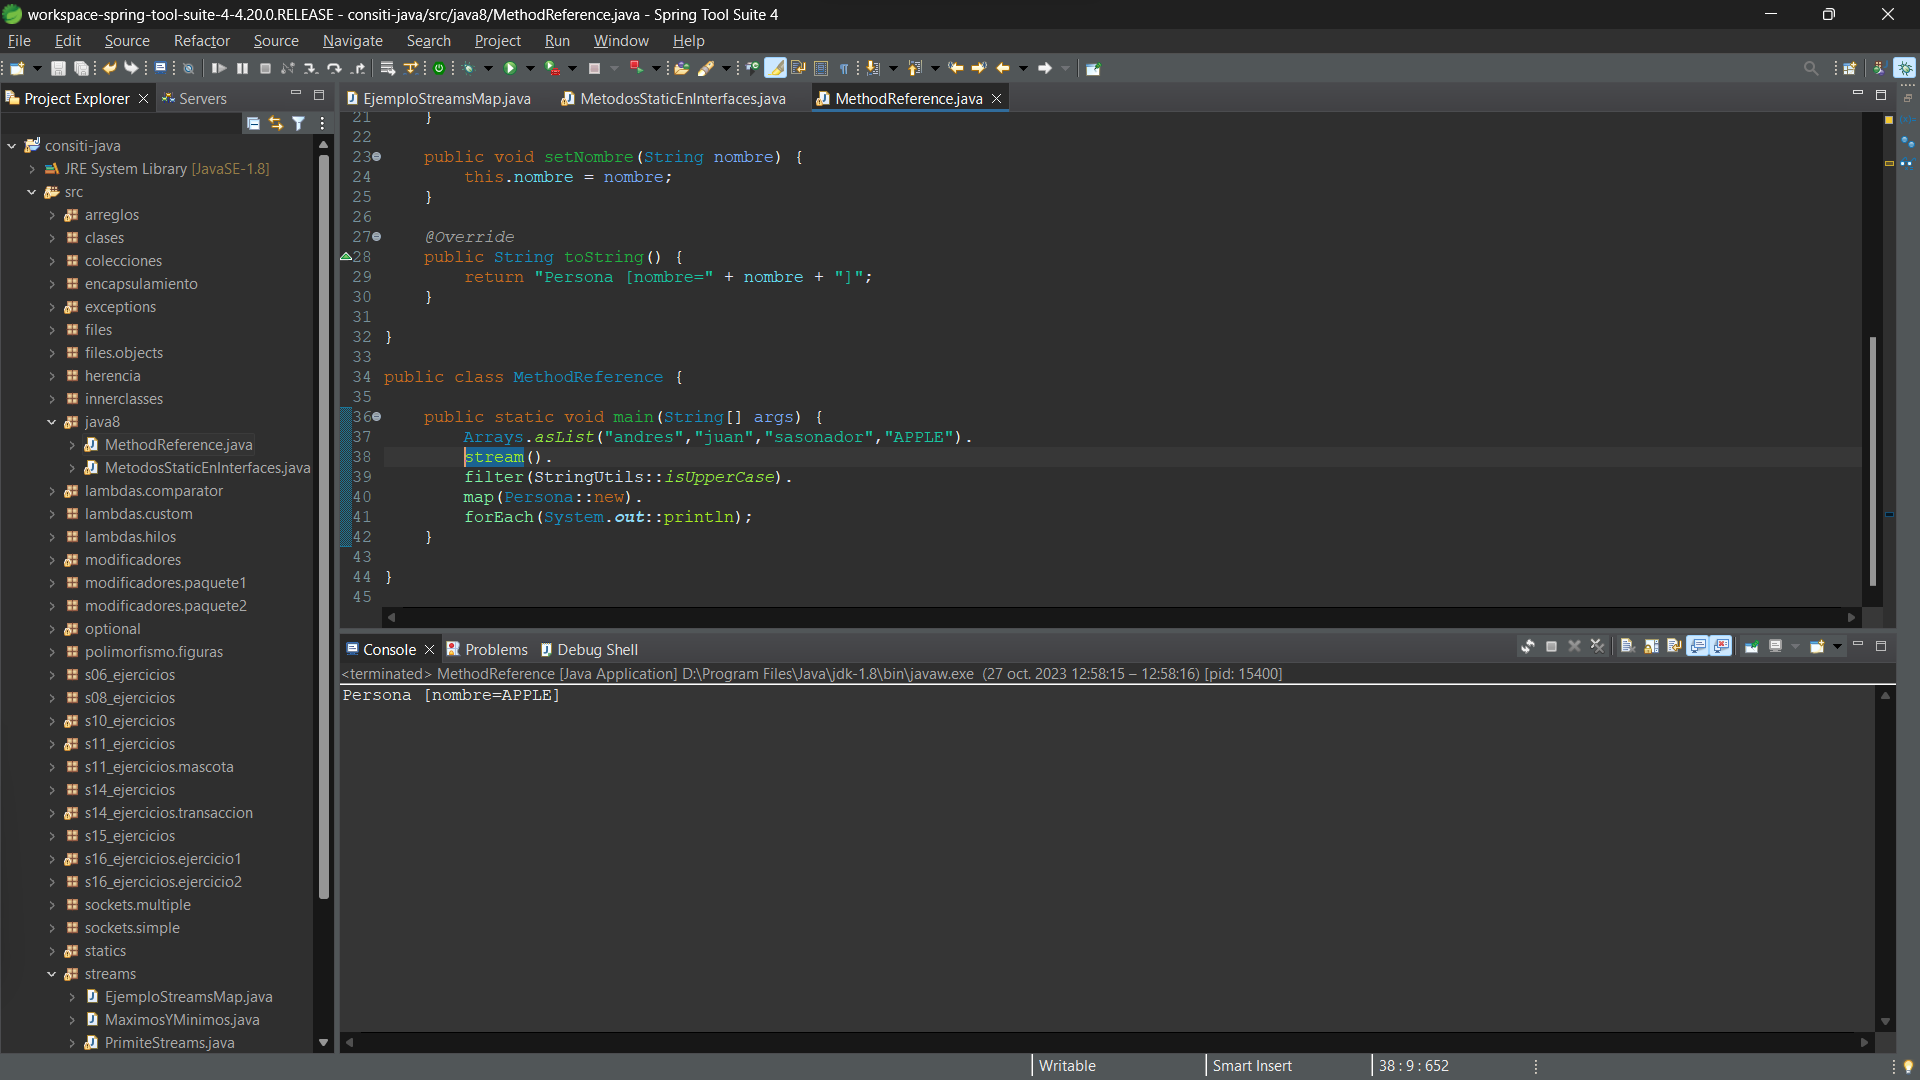 workspace-spring-tool-suite-4-4.20.0.RELEASE - consiti-java/src/java8/MethodReference.java - Spring Tool Suite 4
File Edit Source Refactor Source Navigate Search Project Run Window Help
Project Explorer Servers
EjemploStreamsMap.java MetodosStaticEnInterfaces.java MethodReference.java
consiti-java
JRE System Library [JavaSE-1.8]
src
arreglos
clases
colecciones
encapsulamiento
exceptions
files
files.objects
herencia
innerclasses
java8
MethodReference.java
MetodosStaticEnInterfaces.java
lambdas.comparator
lambdas.custom
lambdas.hilos
modificadores
modificadores.paquete1
modificadores.paquete2
optional
polimorfismo.figuras
s06_ejercicios
s08_ejercicios
s10_ejercicios
s11_ejercicios
s11_ejercicios.mascota
s14_ejercicios
s14_ejercicios.transaccion
s15_ejercicios
s16_ejercicios.ejercicio1
s16_ejercicios.ejercicio2
sockets.multiple
sockets.simple
statics
streams
EjemploStreamsMap.java
MaximosYMinimos.java
PrimiteStreams.java
21 }
22
23 public void setNombre(String nombre) {
24 this.nombre = nombre;
25 }
26
27 @Override
28 public String toString() {
29 return "Persona [nombre=" + nombre + "]";
30 }
31
32 }
33
34 public class MethodReference {
35
36 public static void main(String[] args) {
37 Arrays.asList("andres","juan","sasonador","APPLE").
38 stream().
39 filter(StringUtils::isUpperCase).
40 map(Persona::new).
41 forEach(System.out::println);
42 }
43
44 }
45
Console Problems Debug Shell
<terminated> MethodReference [Java Application] D:\Program Files\Java\jdk-1.8\bin\javaw.exe (27 oct. 2023 12:58:15 – 12:58:16) [pid: 15400]
Persona [nombre=APPLE]
Writable Smart Insert 38 : 9 : 652